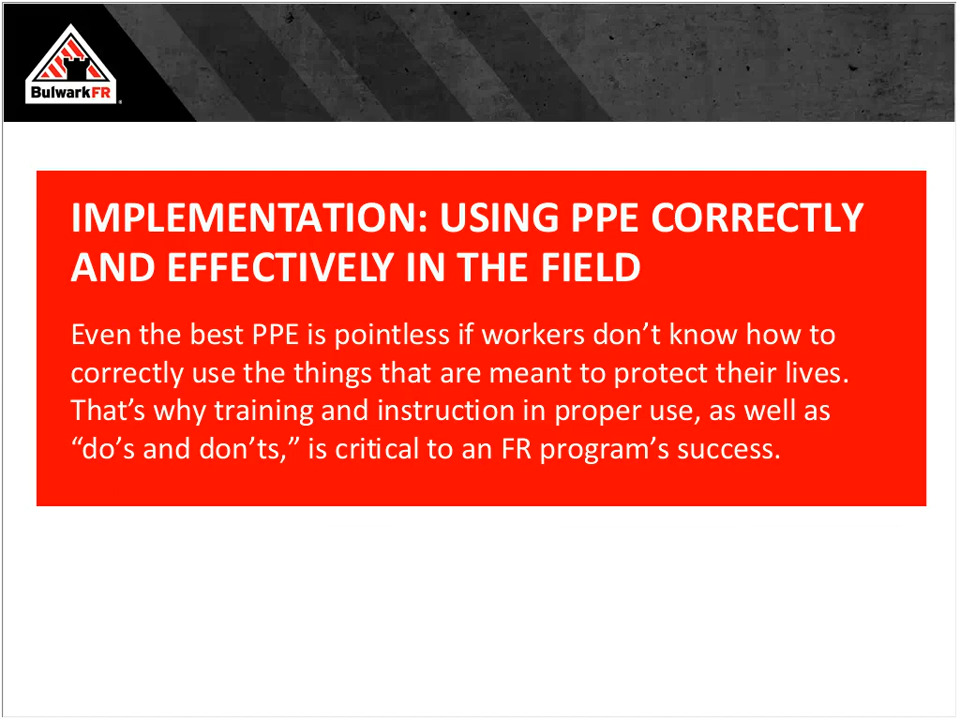 BulwarkFR
IMPLEMENTATION: USING PPE CORRECTLY
AND EFFECTIVELY IN THE FIELD
Even the best PPE is pointless if workers don’t know how to
correctly use the things that are meant to protect their lives.
That’s why training and instruction in proper use, as well as
“do’s and don’ts,” is critical to an FR program’s success.